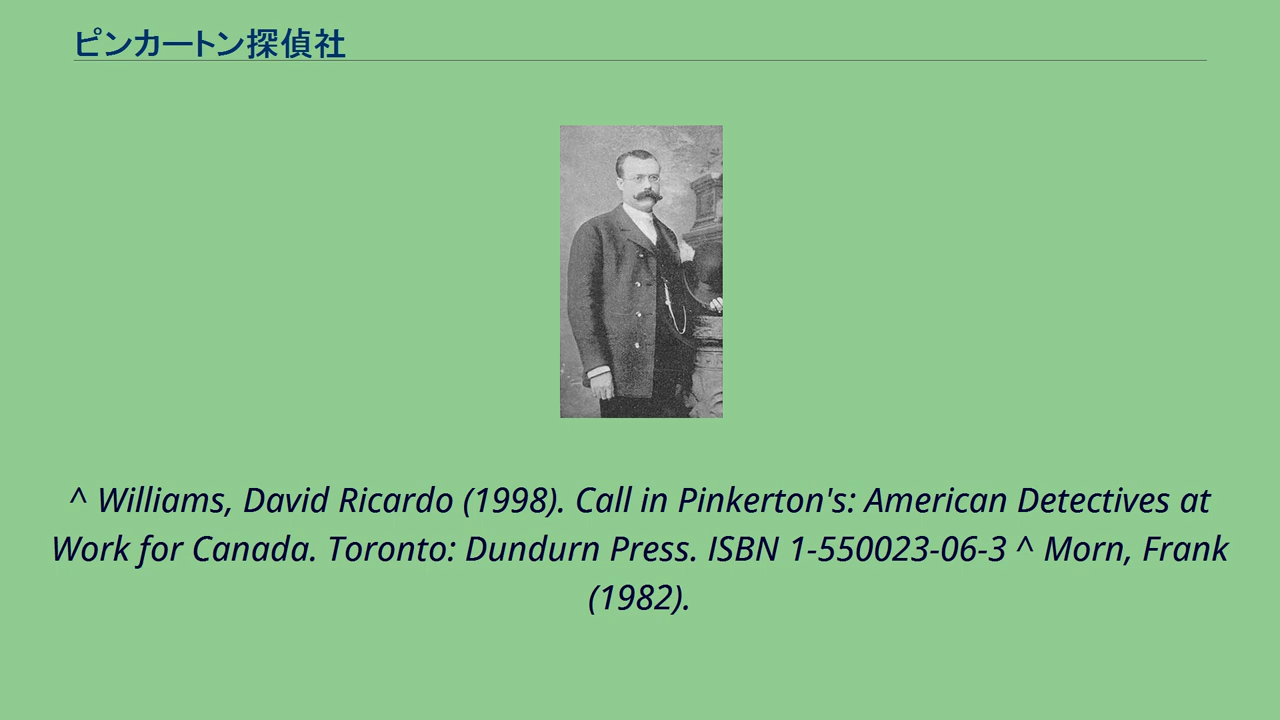 ピンカートン探偵社
^ Williams, David Ricardo (1998). Call in Pinkerton's: American Detectives at
Work for Canada. Toronto: Dundurn Press. ISBN 1-550023-06-3 ^ Morn, Frank
(1982).